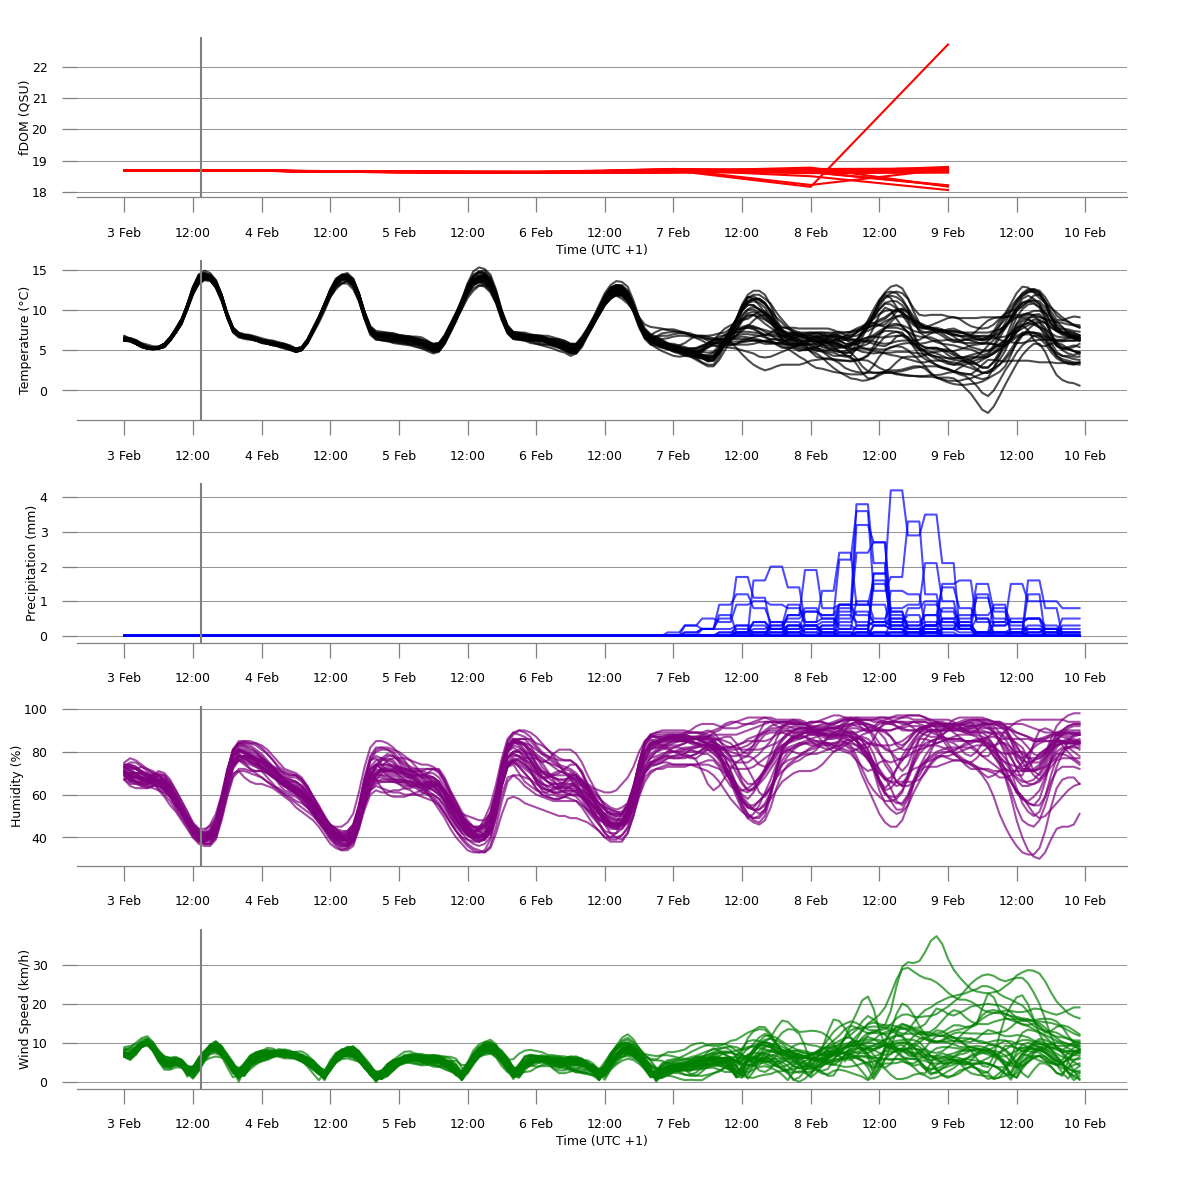 fDOM (QSU)
22
21
20
19
18
3 Feb 12:00 4 Feb 12:00 5 Feb 12:00 6 Feb 12:00 7 Feb 12:00 8 Feb 12:00 9 Feb 12:00 10 Feb
Time (UTC +1)
Temperature (°C)
15
10
5
0
3 Feb 12:00 4 Feb 12:00 5 Feb 12:00 6 Feb 12:00 7 Feb 12:00 8 Feb 12:00 9 Feb 12:00 10 Feb
Precipitation (mm)
4
3
2
1
0
3 Feb 12:00 4 Feb 12:00 5 Feb 12:00 6 Feb 12:00 7 Feb 12:00 8 Feb 12:00 9 Feb 12:00 10 Feb
Humidity (%)
100
80
60
40
3 Feb 12:00 4 Feb 12:00 5 Feb 12:00 6 Feb 12:00 7 Feb 12:00 8 Feb 12:00 9 Feb 12:00 10 Feb
Wind Speed (km/h)
30
20
10
0
3 Feb 12:00 4 Feb 12:00 5 Feb 12:00 6 Feb 12:00 7 Feb 12:00 8 Feb 12:00 9 Feb 12:00 10 Feb
Time (UTC +1)